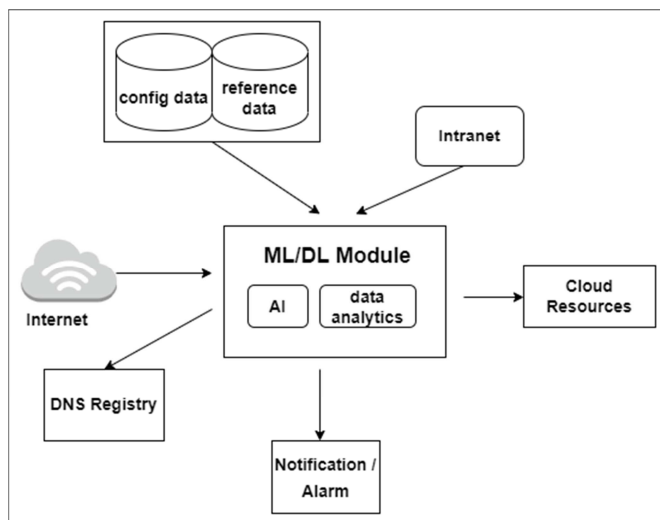 config data
reference
data
Intranet
ML/DL Module
AI
data
analytics
Internet
Cloud
Resources
DNS Registry
Notification /
Alarm